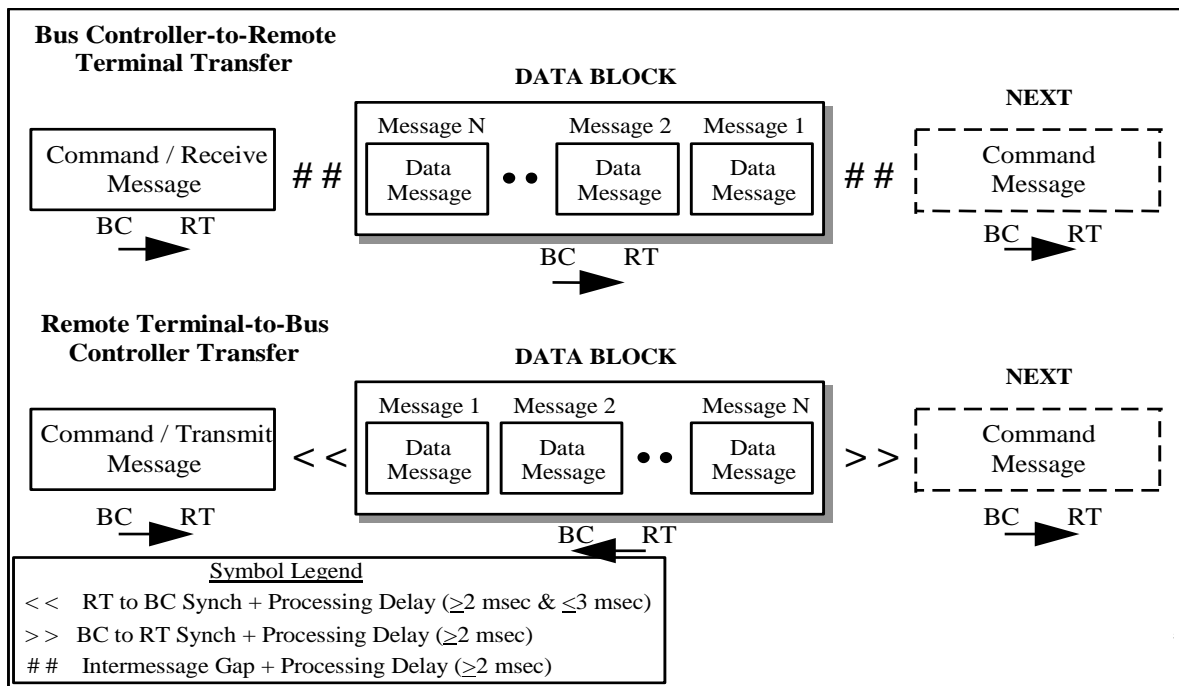 Bus Controller-to-Remote
Terminal Transfer
DATA BLOCK
NEXT
Command / Receive
Message
# #
Message N
Data
Message
• •
Message 2
Data
Message
Message 1
Data
Message
# #
Command
Message
BC RT
BC RT
BC RT
Remote Terminal-to-Bus
Controller Transfer
DATA BLOCK
NEXT
Command / Transmit
Message
< <
Message 1
Data
Message
Message 2
Data
Message
• •
Message N
Data
Message
> >
Command
Message
BC RT
BC RT
BC RT
Symbol Legend
< < RT to BC Synch + Processing Delay (≥2 msec & ≤3 msec)
> > BC to RT Synch + Processing Delay (≥2 msec)
# # Intermessage Gap + Processing Delay (≥2 msec)